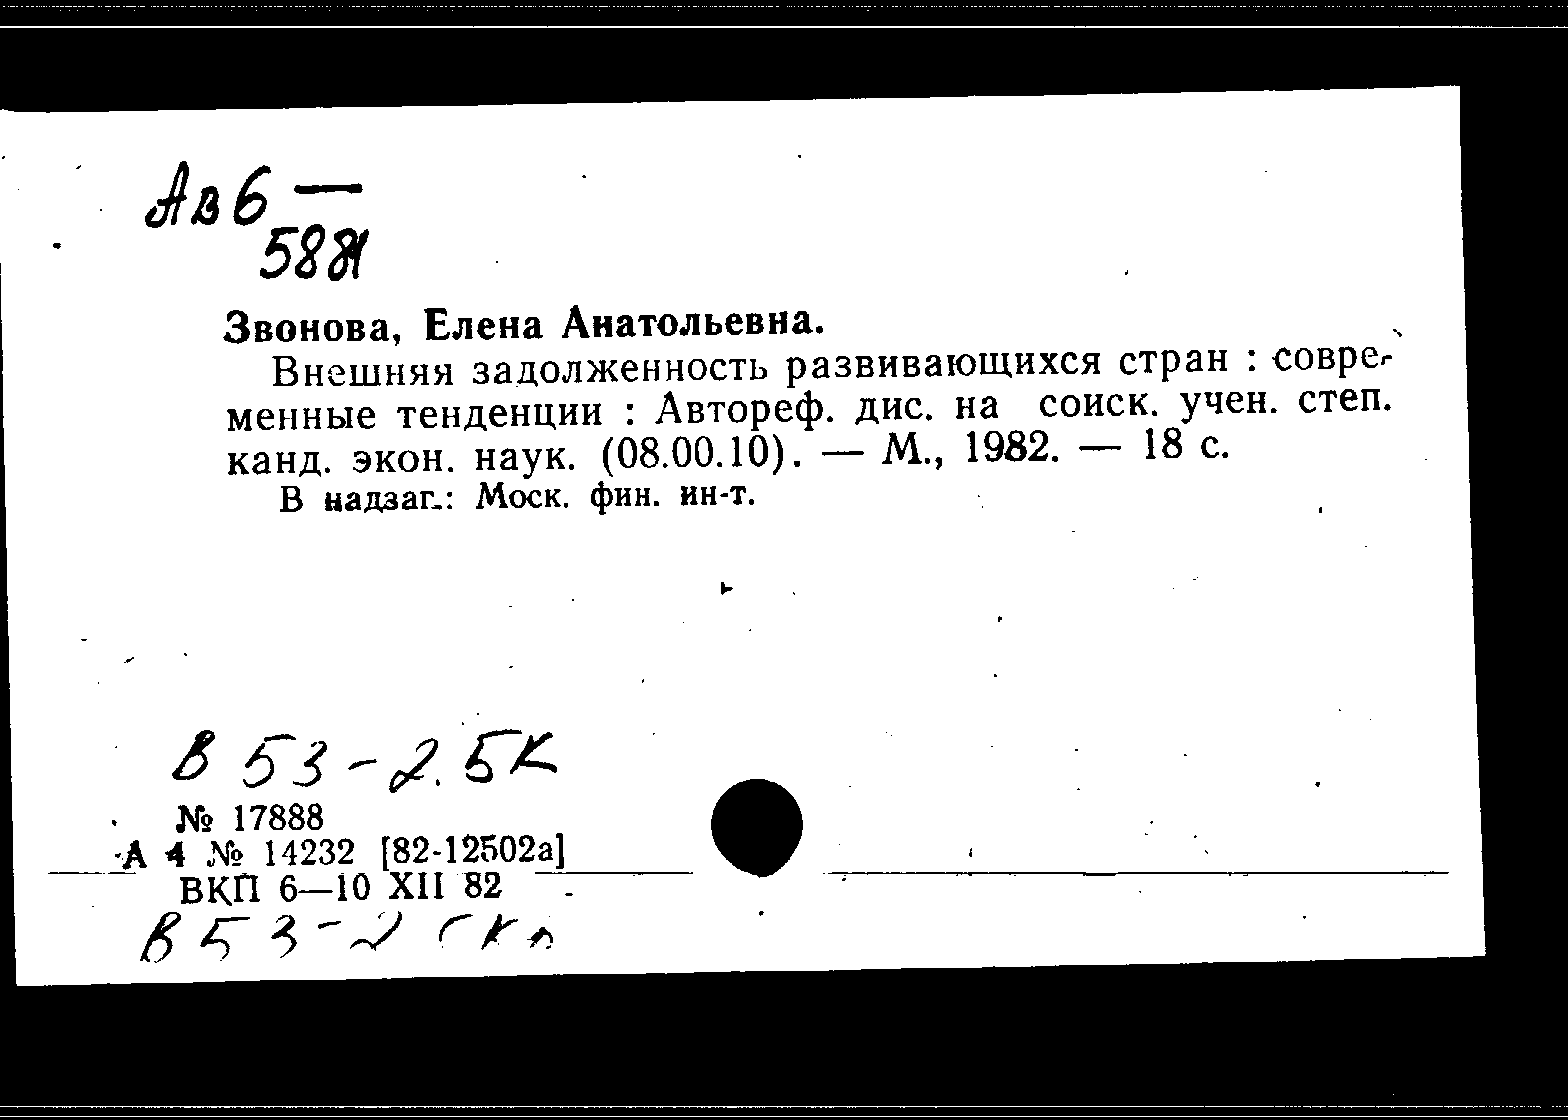 Ав6 —
Звонова, Елена Анатольевна.
Внешняя задолженность развивающихся стран : совре-
менные тенденции : Автореф. дис. на соиск. учен. степ.
канд. экон. наук. (08.00.10). — М., 1982. — 18 с.
В надзаг.: Моск. фин. ин-т.
В 53-2.5К
№ 17888
А 4 № 14232 [82-12502а]
ВКП 6—10 XII 82
В 53-2